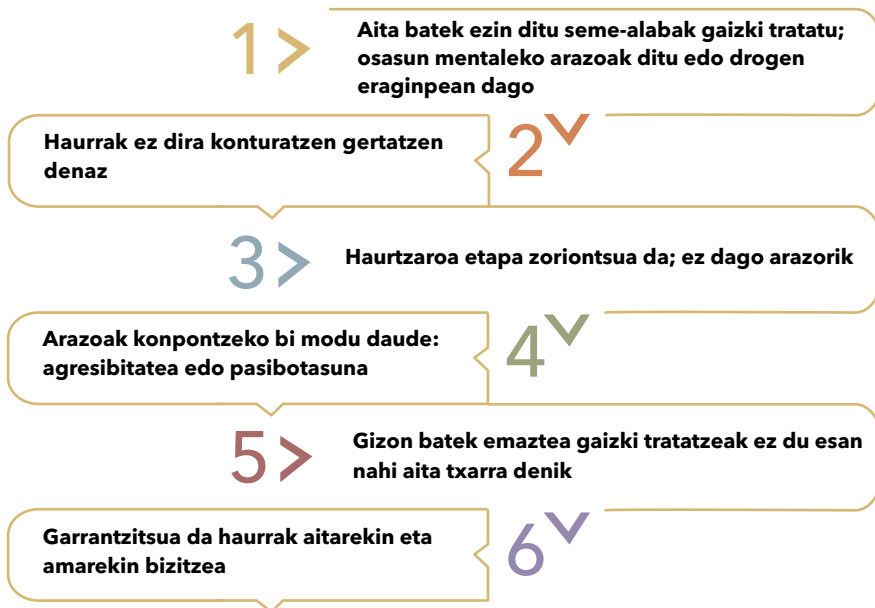 1 >
Aita batek ezin ditu seme-alabak gaizki tratatu;
osasun mentaleko arazoak ditu edo drogen
eraginpean dago
2
Haurrak ez dira konturatzen gertatzen
denaz
3 >
Haurtzaroa etapa zoriontsua da; ez dago arazorik
4
Arazoak konpontzeko bi modu daude:
agresibitatea edo pasibotasuna
5 >
Gizon batek emaztea gaizki tratatzeak ez du esan
nahi aita txarra denik
6
Garrantzitsua da haurrak aitarekin eta
amarekin bizitzea